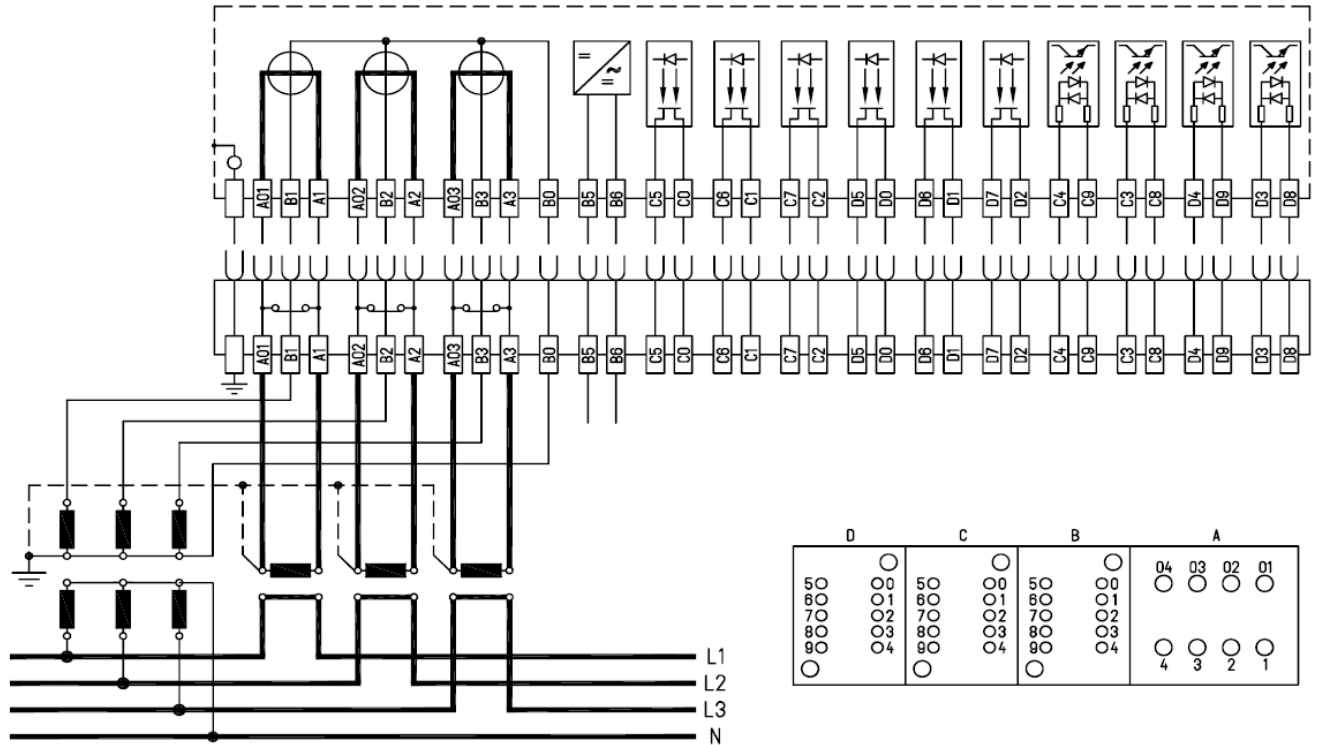 A01 B1 A1 A02 B2 A2 A03 B3 A3 B0 B5 B6 C5 C0 C6 C1 C7 C2 D5 D0 D6 D1 D7 D2 C4 C9 C3 C8 D4 D9 D3 D8
A01 B1 A1 A02 B2 A2 A03 B3 A3 B0 B5 B6 C5 C0 C6 C1 C7 C2 D5 D0 D6 D1 D7 D2 C4 C9 C3 C8 D4 D9 D3 D8
L1
L2
L3
N
D C B A
04 03 02 01
5 0 5 0 5 0
6 1 6 1 6 1
7 2 7 2 7 2
8 3 8 3 8 3
9 4 9 4 9 4
4 3 2 1